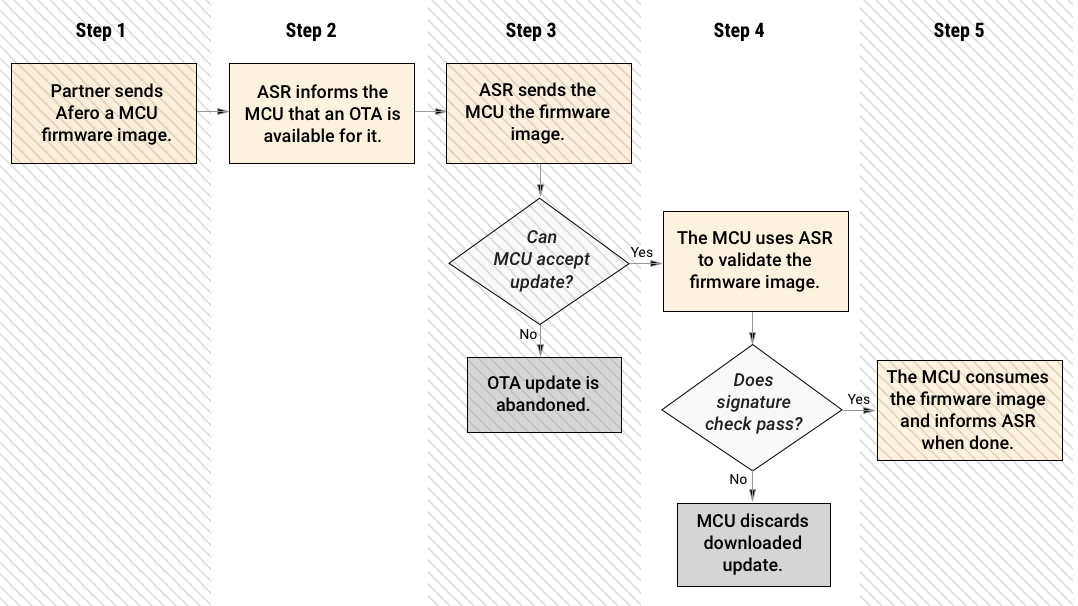 Step 1
Step 2
Step 3
Step 4
Step 5
Partner sends
Afero a MCU
firmware image.
ASR informs the
MCU that an OTA is
available for it.
ASR sends the
MCU the firmware
image.
Can
MCU accept
update?
Yes
No
OTA update is
abandoned.
The MCU uses ASR
to validate the
firmware image.
Does
signature
check pass?
Yes
No
MCU discards
downloaded
update.
The MCU consumes
the firmware image
and informs ASR
when done.